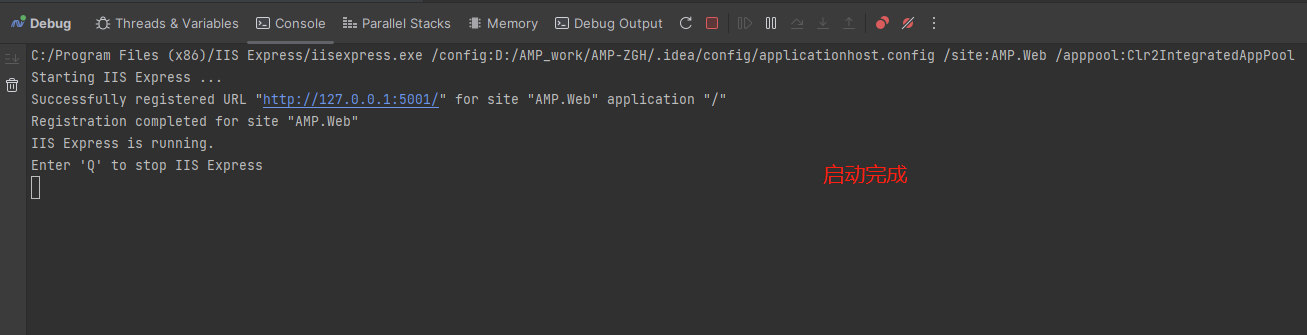 Debug Threads & Variables Console Parallel Stacks Memory Debug Output
C:/Program Files (x86)/IIS Express/iisexpress.exe /config:D:/AMP_work/AMP-ZGH/.idea/config/applicationhost.config /site:AMP.Web /apppool:Clr2IntegratedAppPool
Starting IIS Express ...
Successfully registered URL "http://127.0.0.1:5001/" for site "AMP.Web" application "/"
Registration completed for site "AMP.Web"
IIS Express is running.
Enter 'Q' to stop IIS Express
启动完成